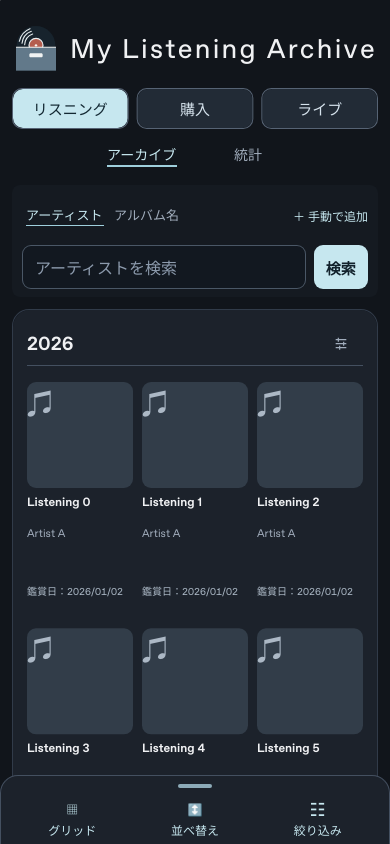 My Listening Archive
リスニング 購入 ライブ
アーカイブ 統計
アーティスト アルバム名 ＋ 手動で追加
アーティストを検索 検索
2026
Listening 0 Listening 1 Listening 2
Artist A Artist A Artist A
鑑賞日：2026/01/02 鑑賞日：2026/01/02 鑑賞日：2026/01/02
Listening 3 Listening 4 Listening 5
グリッド 並べ替え 絞り込み